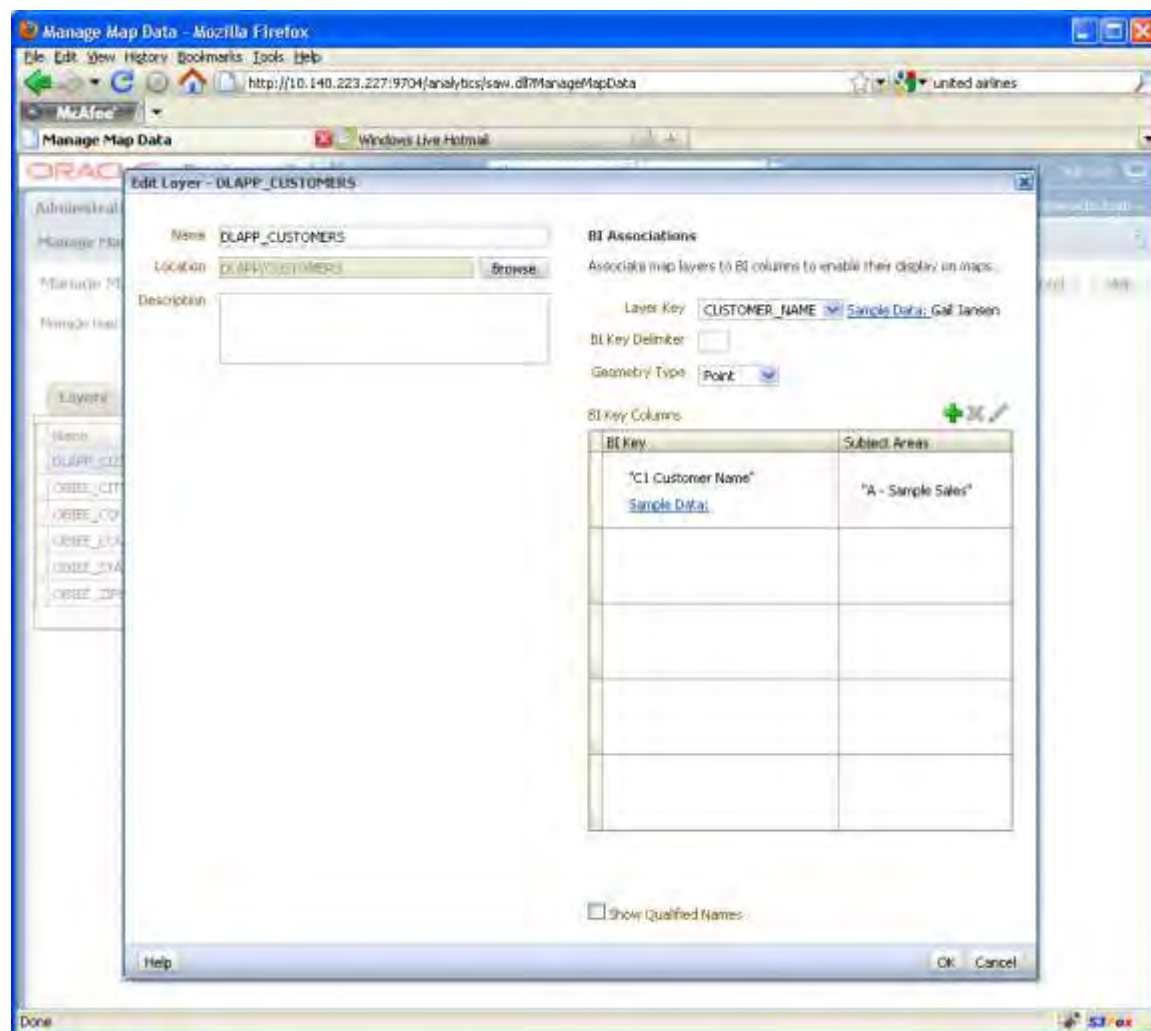 Manage Map Data - Mozilla Firefox
File Edit View History Bookmarks Tools Help
http://10.140.223.227:9704/analytics/saw.dll?ManageMapData
united airlines
McAfee
Manage Map Data
Windows Live Hotmail
Edit Layer - DLAPP_CUSTOMERS
Name DLAPP_CUSTOMERS
Location DLAPP/CUSTOMERS Browse
Description
BI Associations
Associate map layers to BI columns to enable their display on maps.
Layer Key CUSTOMER_NAME Sample Data: Gail Jansen
BI Key Delimiter
Geometry Type Point
BI Key Columns
BI Key Subject Areas
"C1 Customer Name" "A - Sample Sales"
Sample Data:
Show Qualified Names
Help OK Cancel
Layers
Name
Done